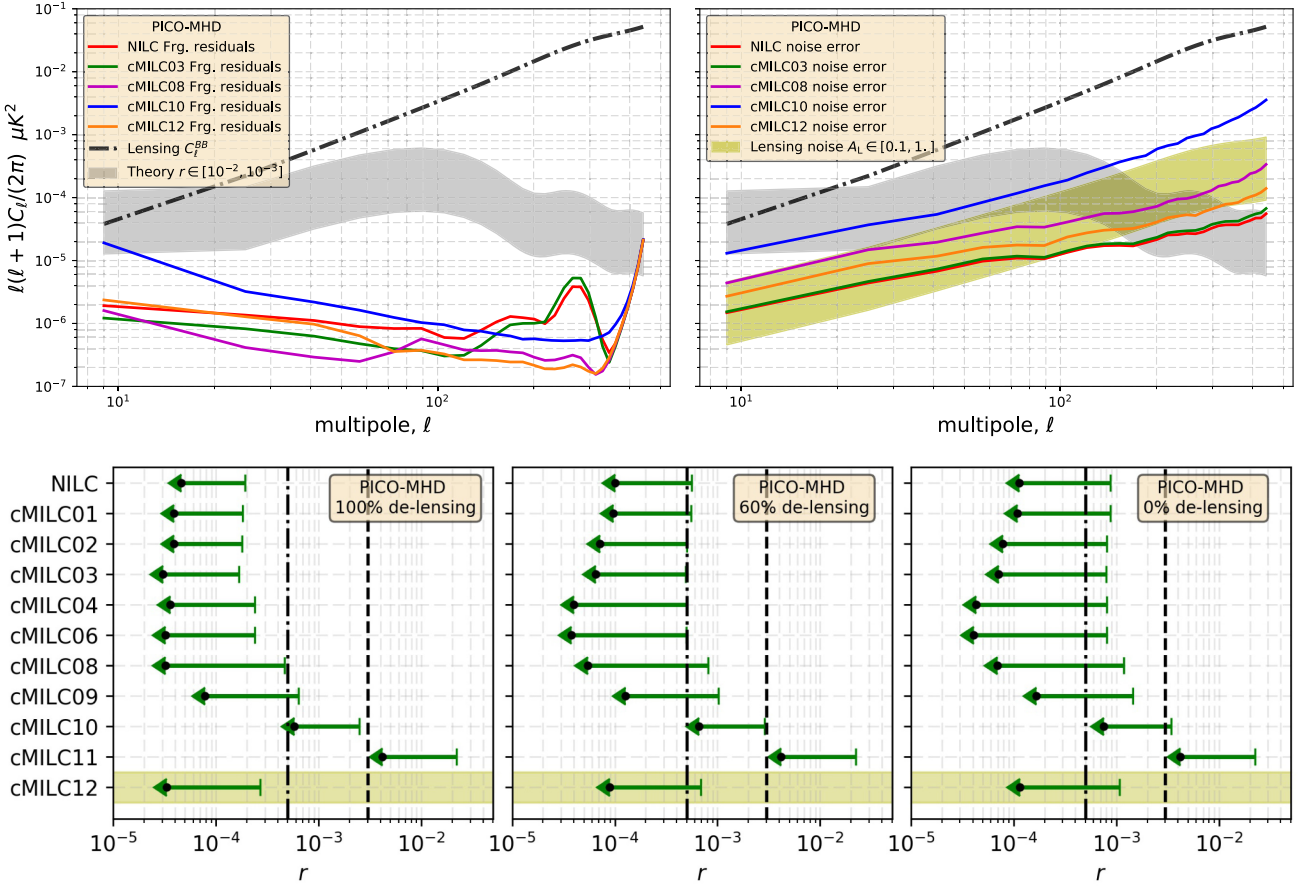 PICO-MHD
NILC Frg. residuals
cMILC03 Frg. residuals
cMILC08 Frg. residuals
cMILC10 Frg. residuals
cMILC12 Frg. residuals
Lensing $C_\ell^{BB}$
Theory $r \in [10^{-2}, 10^{-3}]$
$10^{-1}$
$10^{-2}$
$10^{-3}$
$10^{-4}$
$10^{-5}$
$10^{-6}$
$10^{-7}$
$\ell(\ell+1)C_\ell/(2\pi)\ \ \mu K^2$
$10^1$
$10^2$
multipole, $\ell$
PICO-MHD
NILC noise error
cMILC03 noise error
cMILC08 noise error
cMILC10 noise error
cMILC12 noise error
Lensing noise $A_L \in [0.1, 1.]$
$10^1$
$10^2$
multipole, $\ell$
NILC
cMILC01
cMILC02
cMILC03
cMILC04
cMILC06
cMILC08
cMILC09
cMILC10
cMILC11
cMILC12
PICO-MHD
100% de-lensing
$10^{-5}$
$10^{-4}$
$10^{-3}$
$10^{-2}$
$r$
PICO-MHD
60% de-lensing
$10^{-5}$
$10^{-4}$
$10^{-3}$
$10^{-2}$
$r$
PICO-MHD
0% de-lensing
$10^{-5}$
$10^{-4}$
$10^{-3}$
$10^{-2}$
$r$